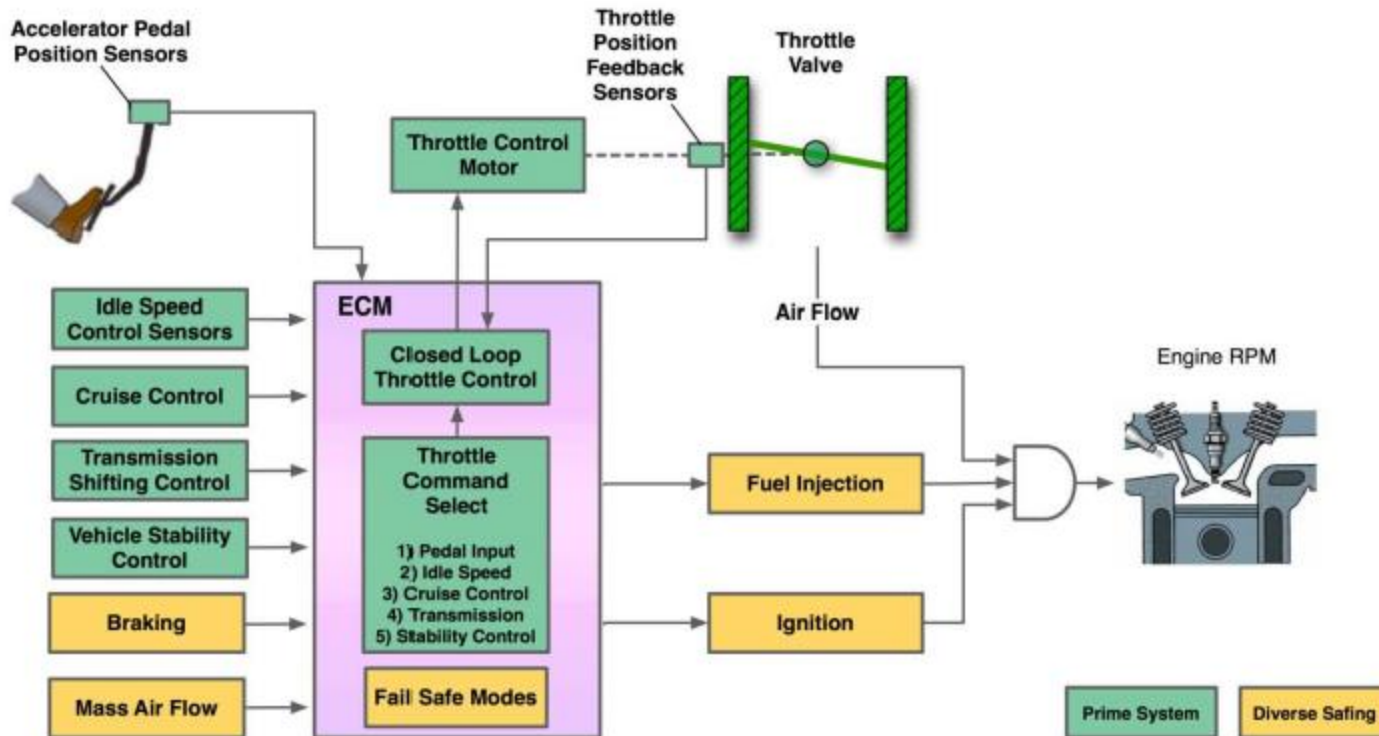 Accelerator Pedal
Position Sensors
Throttle
Position
Feedback
Sensors
Throttle
Valve
Throttle Control
Motor
Idle Speed
Control Sensors
Cruise Control
Transmission
Shifting Control
Vehicle Stability
Control
Braking
Mass Air Flow
ECM
Closed Loop
Throttle Control
Throttle
Command
Select
1) Pedal Input
2) Idle Speed
3) Cruise Control
4) Transmission
5) Stability Control
Fail Safe Modes
Air Flow
Fuel Injection
Ignition
Engine RPM
Prime System
Diverse Safing